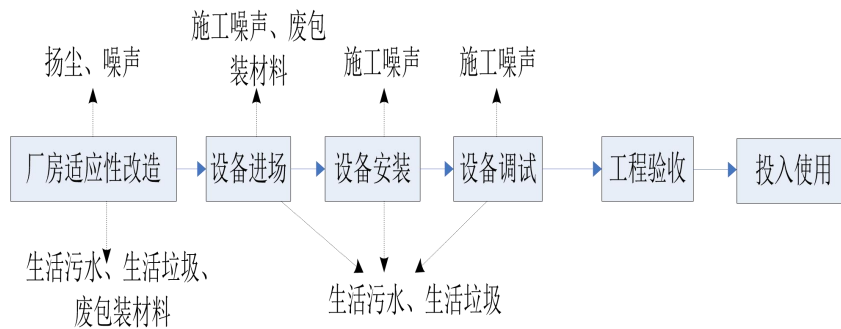 扬尘、噪声
施工噪声、废包
装材料
施工噪声
施工噪声
厂房适应性改造
设备进场
设备安装
设备调试
工程验收
投入使用
生活污水、生活垃圾、
废包装材料
生活污水、生活垃圾